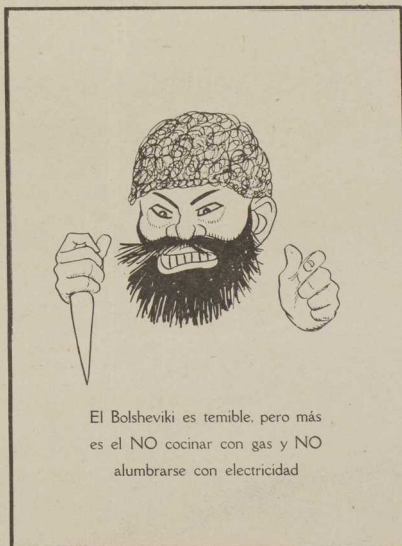 El Bolsheviki es temible, pero más
es el NO cocinar con gas y NO
alumbrarse con electricidad